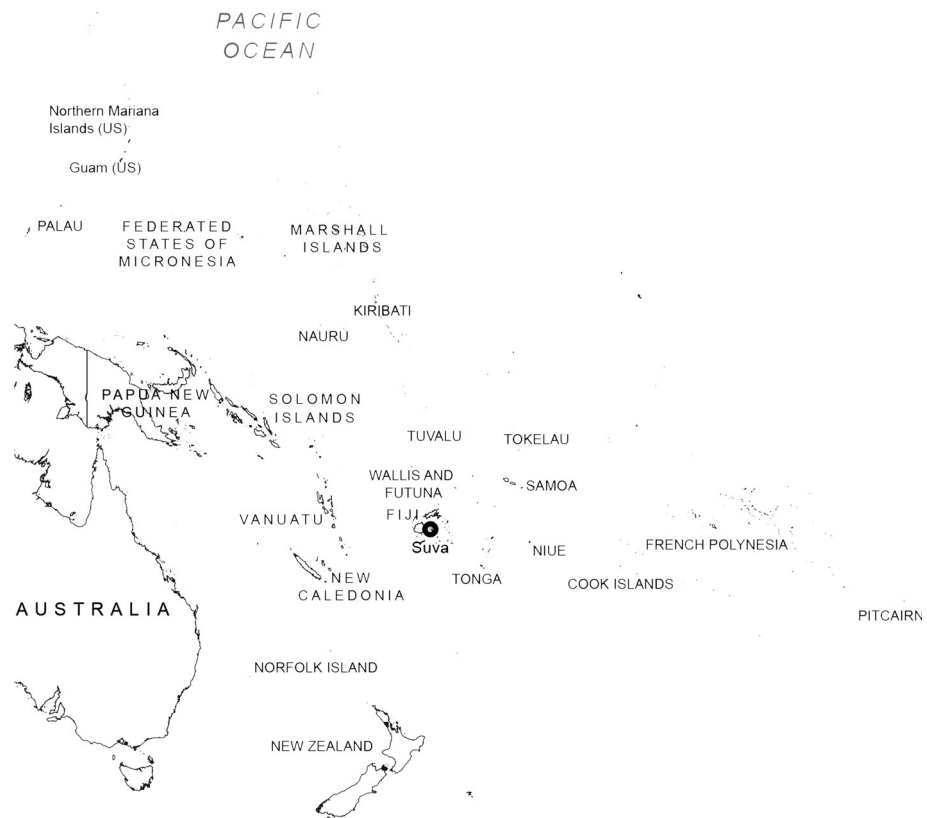 PACIFIC
OCEAN
Northern Mariana
Islands (US)
Guam (US)
PALAU
FEDERATED
STATES OF
MICRONESIA
MARSHALL
ISLANDS
KIRIBATI
NAURU
PAPUA NEW
GUINEA
SOLOMON
ISLANDS
TUVALU
TOKELAU
WALLIS AND
FUTUNA
SAMOA
FIJI
VANUATU
Suva
NIUE
FRENCH POLYNESIA
NEW
CALEDONIA
TONGA
COOK ISLANDS
AUSTRALIA
PITCAIRN
NORFOLK ISLAND
NEW ZEALAND